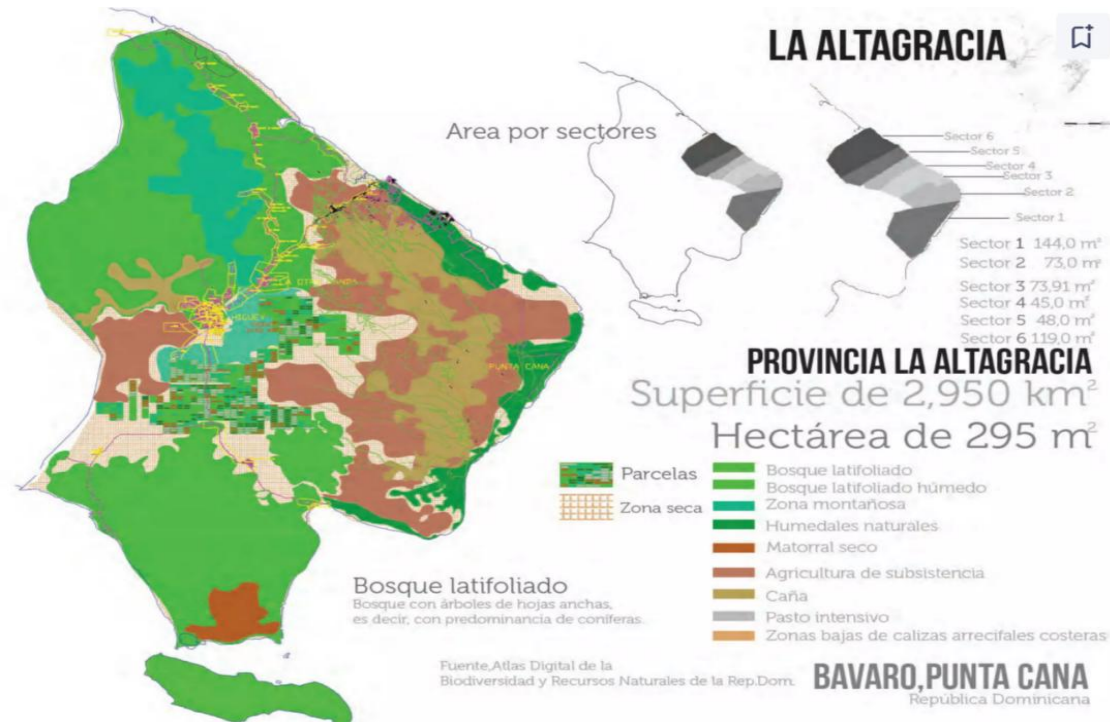 LA ALTAGRACIA
Area por sectores
Sector 6
Sector 5
Sector 4
Sector 3
Sector 2
Sector 1
Sector 1 144,0 m²
Sector 2 73,0 m²
Sector 3 73,91 m²
Sector 4 45,0 m²
Sector 5 48,0 m²
Sector 6 119,0 m²
PROVINCIA LA ALTAGRACIA
Superficie de 2,950 km²
Hectárea de 295 m²
PUNTA CANA
Parcelas
Zona seca
Bosque latifoliado
Bosque latifoliado húmedo
Zona montañosa
Humedales naturales
Matorral seco
Agricultura de subsistencia
Caña
Pasto intensivo
Zonas bajas de calizas arrecifales costeras
Bosque latifoliado
Bosque con árboles de hojas anchas,
es decir, con predominancia de coníferas.
Fuente,Atlas Digital de la
Biodiversidad y Recursos Naturales de la Rep.Dom.
BAVARO,PUNTA CANA
República Dominicana